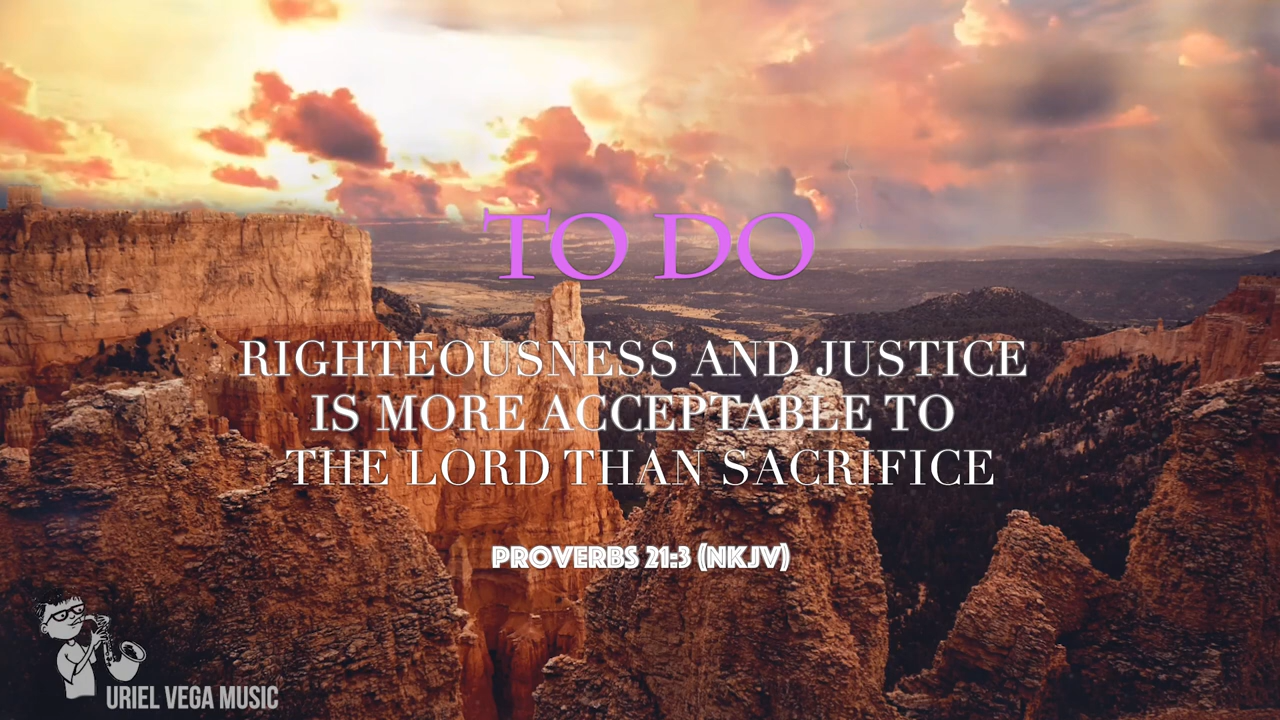 TO DO
RIGHTEOUSNESS AND JUSTICE
IS MORE ACCEPTABLE TO
THE LORD THAN SACRIFICE
PROVERBS 21:3 (NKJV)
URIEL VEGA MUSIC